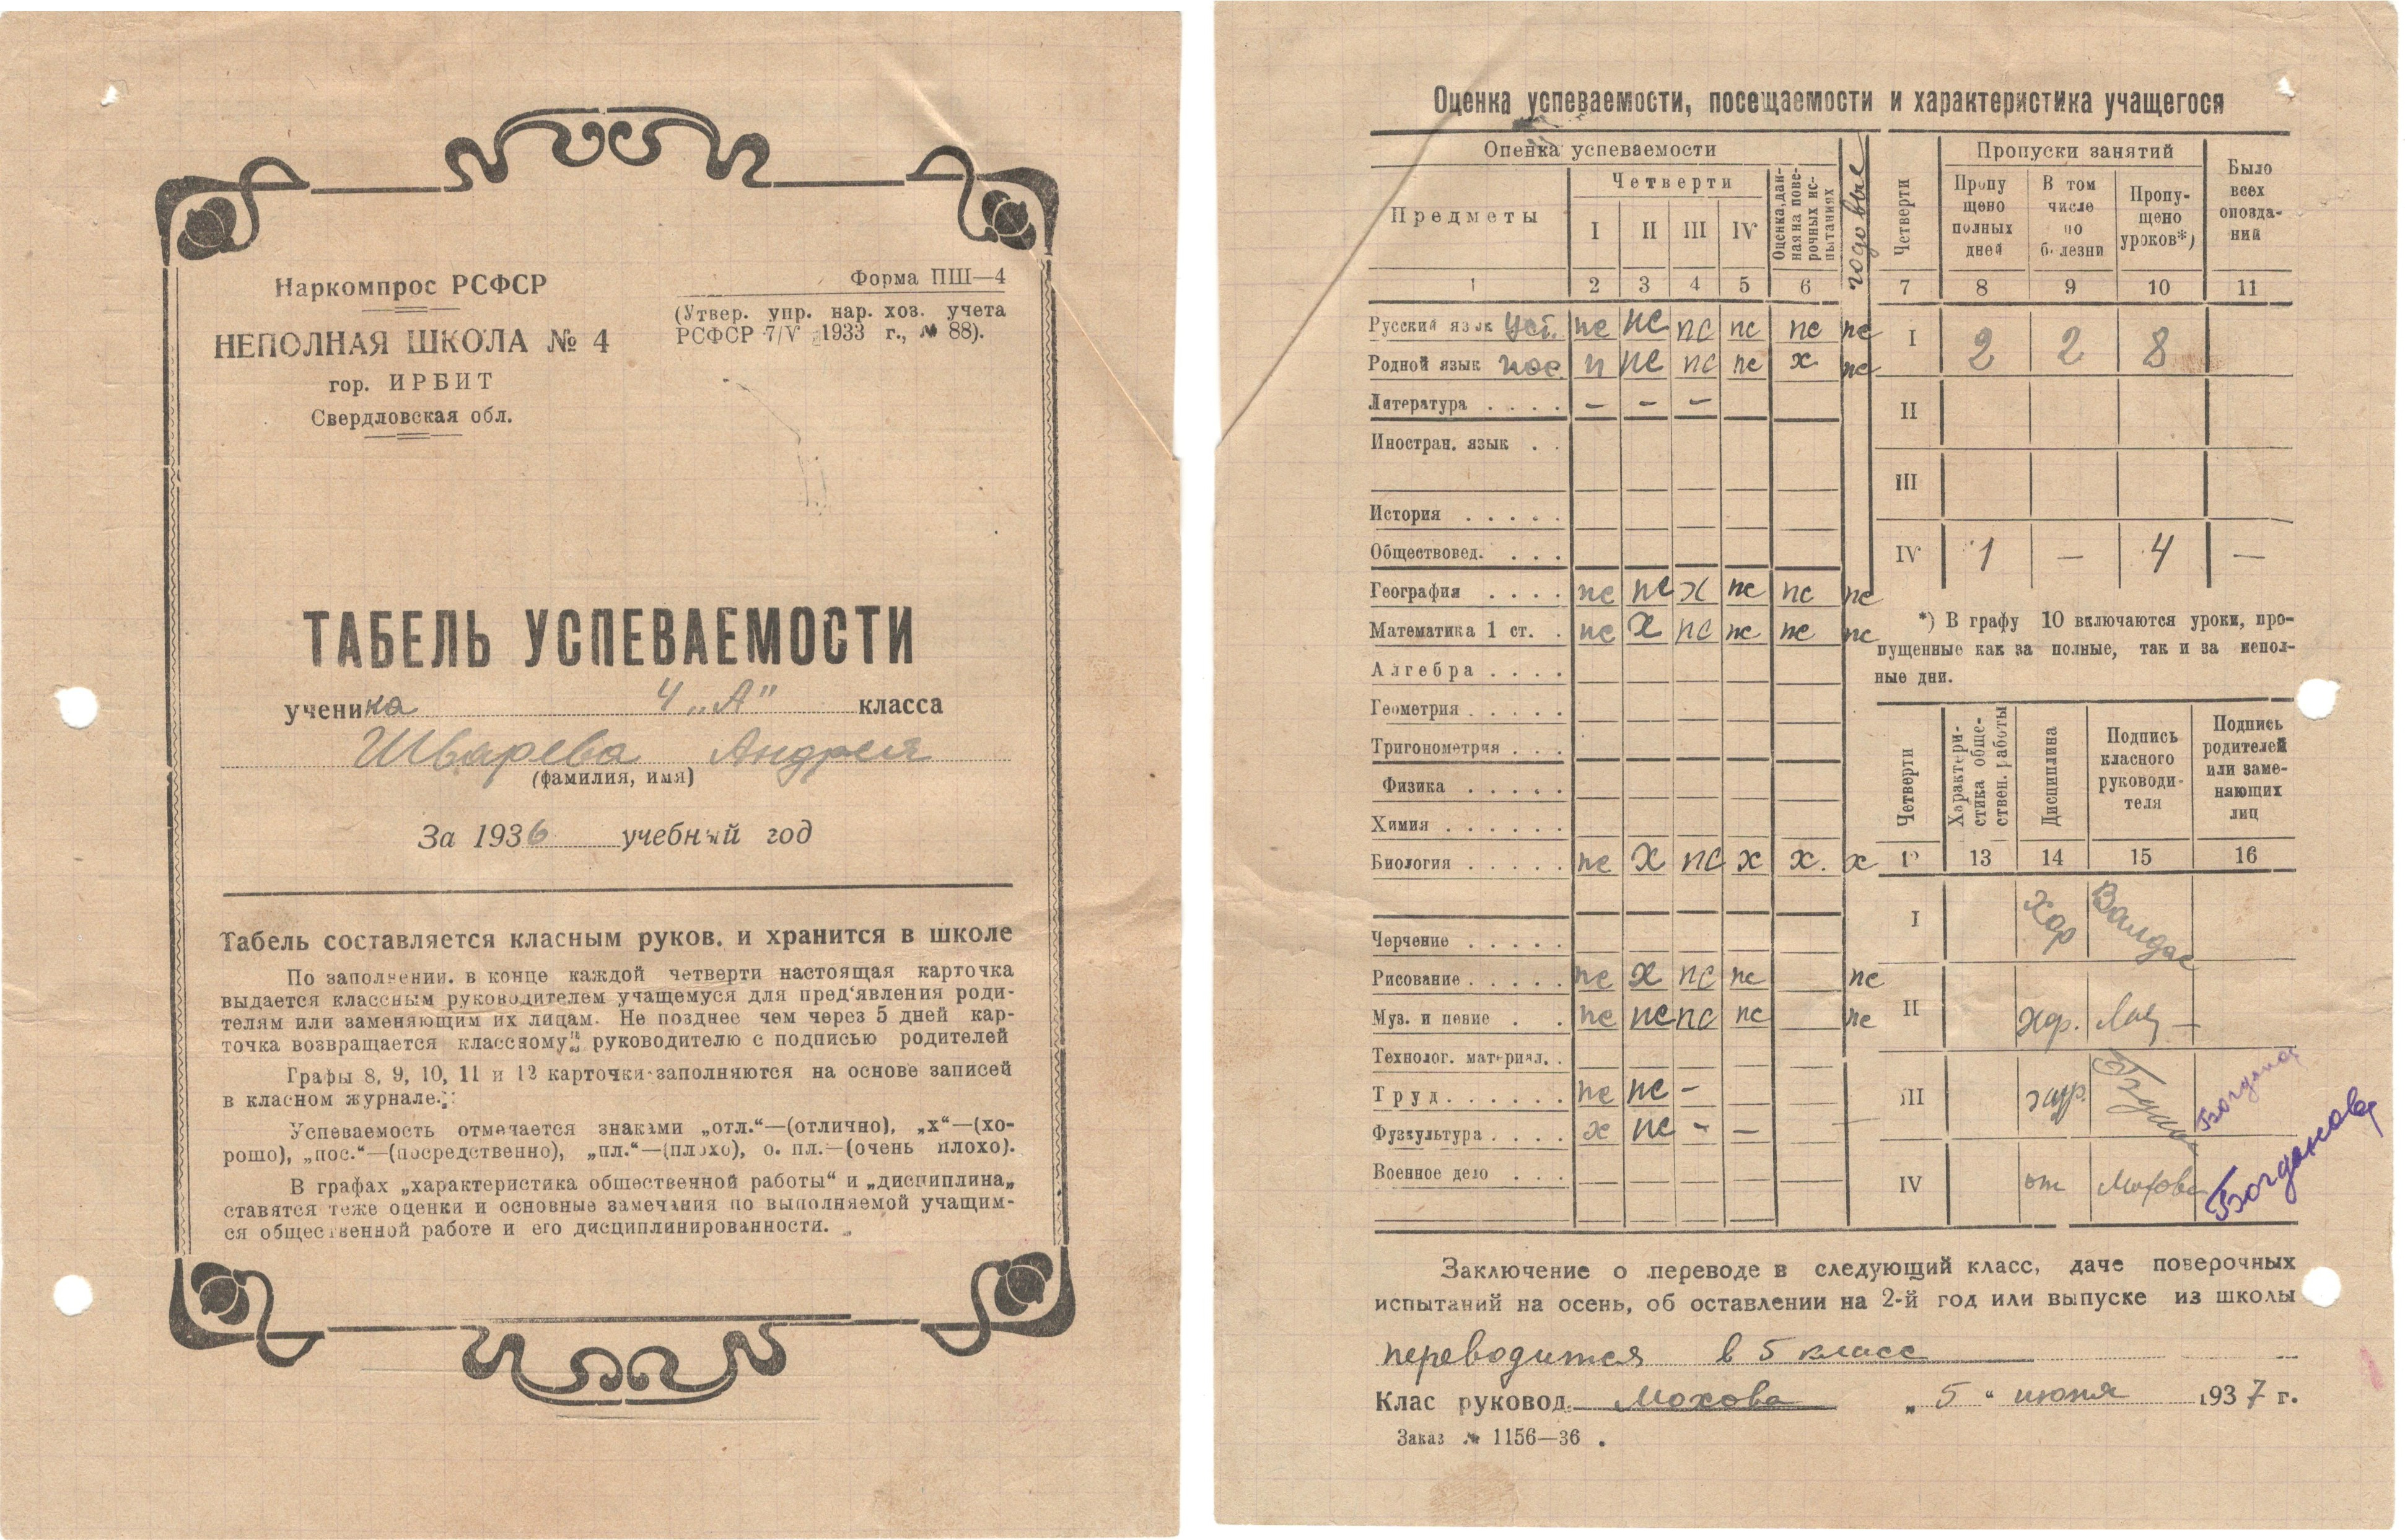 Наркомпрос РСФСР
НЕПОЛНАЯ ШКОЛА № 4
гор. ИРБИТ
Свердловская обл.
Форма ПШ—4
(Утвер. упр. нар. хоз. учета
РСФСР 7/V 1933 г., № 88).
ТАБЕЛЬ УСПЕВАЕМОСТИ
ученика 4 „А" класса
Шварева Андрея
(фамилия, имя)
За 1936 учебный год
Табель составляется класным руков. и хранится в школе
По заполнении. в конце каждой четверти настоящая карточка
выдается классным руководителем учащемуся для пред'явления роди-
телям или заменяющим их лицам. Не позднее чем через 5 дней кар-
точка возвращается классному руководителю с подписью родителей
Графы 8, 9, 10, 11 и 12 карточки заполняются на основе записей
в класном журнале.
Успеваемость отмечается знаками „отл."—(отлично), „х"—(хо-
рошо), „пос."—(посредственно), „пл."—(плохо), о. пл.—(очень плохо).
В графах „характеристика общественной работы" и „дисциплина„
ставятся теже оценки и основные замечания по выполняемой учащим-
ся общественной работе и его дисциплинированности.
Оценка успеваемости, посещаемости и характеристика учащегося
Опенка успеваемости
Предметы
Четверти
I II III IV
Оценка, дан-
ная на пове-
рочных ис-
пытаниях
годовые
1 2 3 4 5 6
Русский язык уст. пс пс пс пс пс пс
Родной язык пос п пс пс пс х пс
Литература . . . . – – –
Иностран. язык . .
История . . . . .
Обществовед. . . .
География . . . . пс пс х пс пс пс
Математика 1 ст. . пс х пс пс пс пс
Алгебра . . . .
Геометрия . . . . .
Тригонометрия . . .
Физика . . . . .
Химия . . . . . .
Биология . . . . . пс х пс х х. х
Черчение . . . . .
Рисование . . . . . пс х пс пс пс
Муз. и пение . . пс пс пс пс пс
Технолог. материал. .
Труд. . . . . . пс пс –
Фузкультура . . . . х пс – –
Военное дело . . .
Четверти
Пропуски занятий
Пропу
щено
полных
дней
В том
числе
по
болезни
Пропу-
щено
уроков*)
Было
всех
опозда-
ний
7 8 9 10 11
I 2 2 8
II
III
IV 1 — 4 —
*) В графу 10 включаются уроки, про-
пущенные как за полные, так и за непол-
ные дни.
Четверти
Характери-
стика обще-
ствен. работы
Дисциплина
Подпись
класного
руководи-
теля
Подпись
родителей
или заме-
няющих
лиц
13 14 15 16
I Хор
II хор.
III хор. Богданов
IV от Мохова Богданова
Заключение о переводе в следующий класс, даче поверочных
испытаний на осень, об оставлении на 2-й год или выпуске из школы
переводится в 5 класс
Клас руковод. Мохова „ 5 " июня 1937 г.
Заказ № 1156—36 .